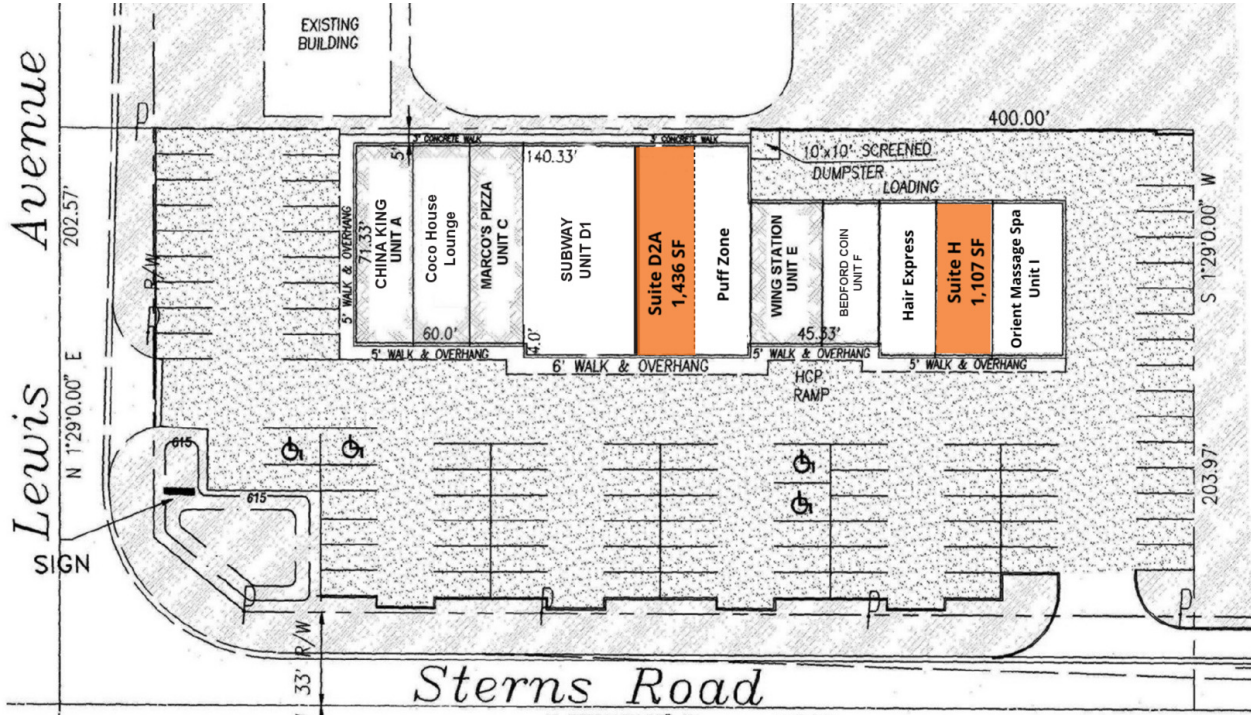 EXISTING
BUILDING
Lewis Avenue
202.57'
N 1°29'0.00" E
R/W
400.00'
3' CONCRETE WALK
3' CONCRETE WALK
5'
10'x10' SCREENED
DUMPSTER
LOADING
140.33'
71.33'
5' WALK & OVERHANG
CHINA KING
UNIT A
Coco House
Lounge
MARCO'S PIZZA
UNIT C
SUBWAY
UNIT D1
Suite D2A
1,436 SF
Puff Zone
WING STATION
UNIT E
BEDFORD COIN
UNIT F
Hair Express
Suite H
1,107 SF
Orient Massage Spa
Unit I
60.0'
4.0'
45.33'
5' WALK & OVERHANG
6' WALK & OVERHANG
5' WALK & OVERHANG
5' WALK & OVERHANG
HCP
RAMP
S 1°29'0.00" W
203.97'
615
615
SIGN
33' R/W
Sterns Road